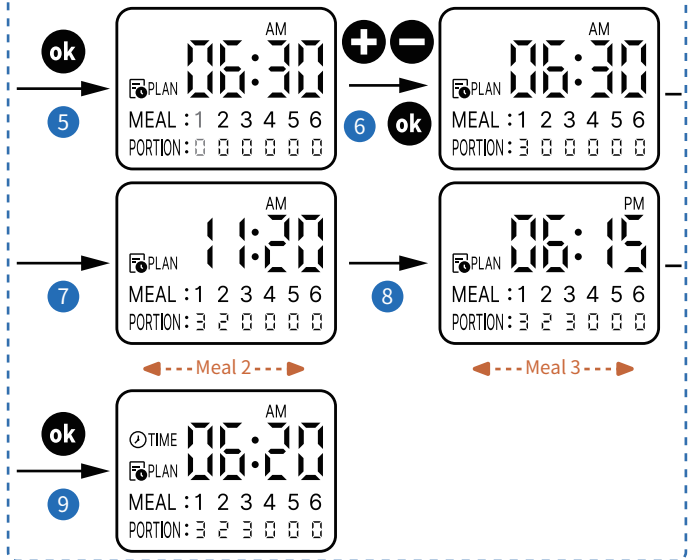 ok
AM
06:30
PLAN
MEAL : 1 2 3 4 5 6
PORTION : 0 0 0 0 0 0
5
6
ok
AM
06:30
PLAN
MEAL : 1 2 3 4 5 6
PORTION : 3 0 0 0 0 0
7
AM
11:20
PLAN
MEAL : 1 2 3 4 5 6
PORTION : 3 2 0 0 0 0
Meal 2
8
PM
06:15
PLAN
MEAL : 1 2 3 4 5 6
PORTION : 3 2 3 0 0 0
Meal 3
ok
9
AM
TIME
06:20
PLAN
MEAL : 1 2 3 4 5 6
PORTION : 3 2 3 0 0 0